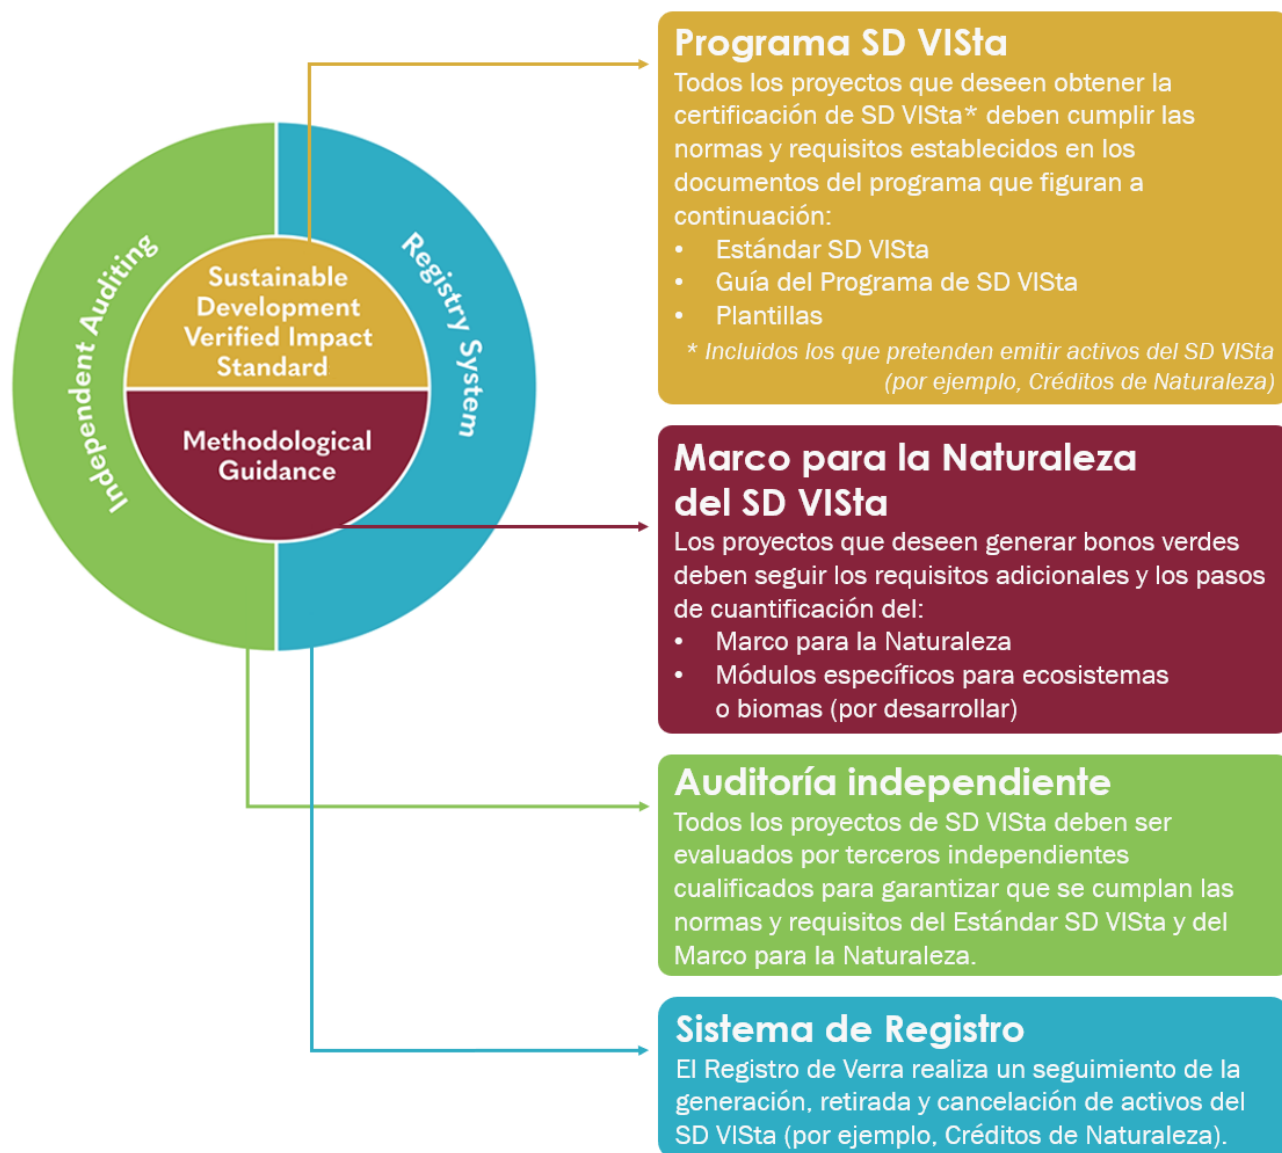 Independent Auditing
Registry System
Sustainable
Development
Verified Impact
Standard
Methodological
Guidance
Programa SD VISta
Todos los proyectos que deseen obtener la
certificación de SD VISta* deben cumplir las
normas y requisitos establecidos en los
documentos del programa que figuran a
continuación:
• Estándar SD VISta
• Guía del Programa de SD VISta
• Plantillas
* Incluidos los que pretenden emitir activos del SD VISta
(por ejemplo, Créditos de Naturaleza)
Marco para la Naturaleza
del SD VISta
Los proyectos que deseen generar bonos verdes
deben seguir los requisitos adicionales y los pasos
de cuantificación del:
• Marco para la Naturaleza
• Módulos específicos para ecosistemas
o biomas (por desarrollar)
Auditoría independiente
Todos los proyectos de SD VISta deben ser
evaluados por terceros independientes
cualificados para garantizar que se cumplan las
normas y requisitos del Estándar SD VISta y del
Marco para la Naturaleza.
Sistema de Registro
El Registro de Verra realiza un seguimiento de la
generación, retirada y cancelación de activos del
SD VISta (por ejemplo, Créditos de Naturaleza).